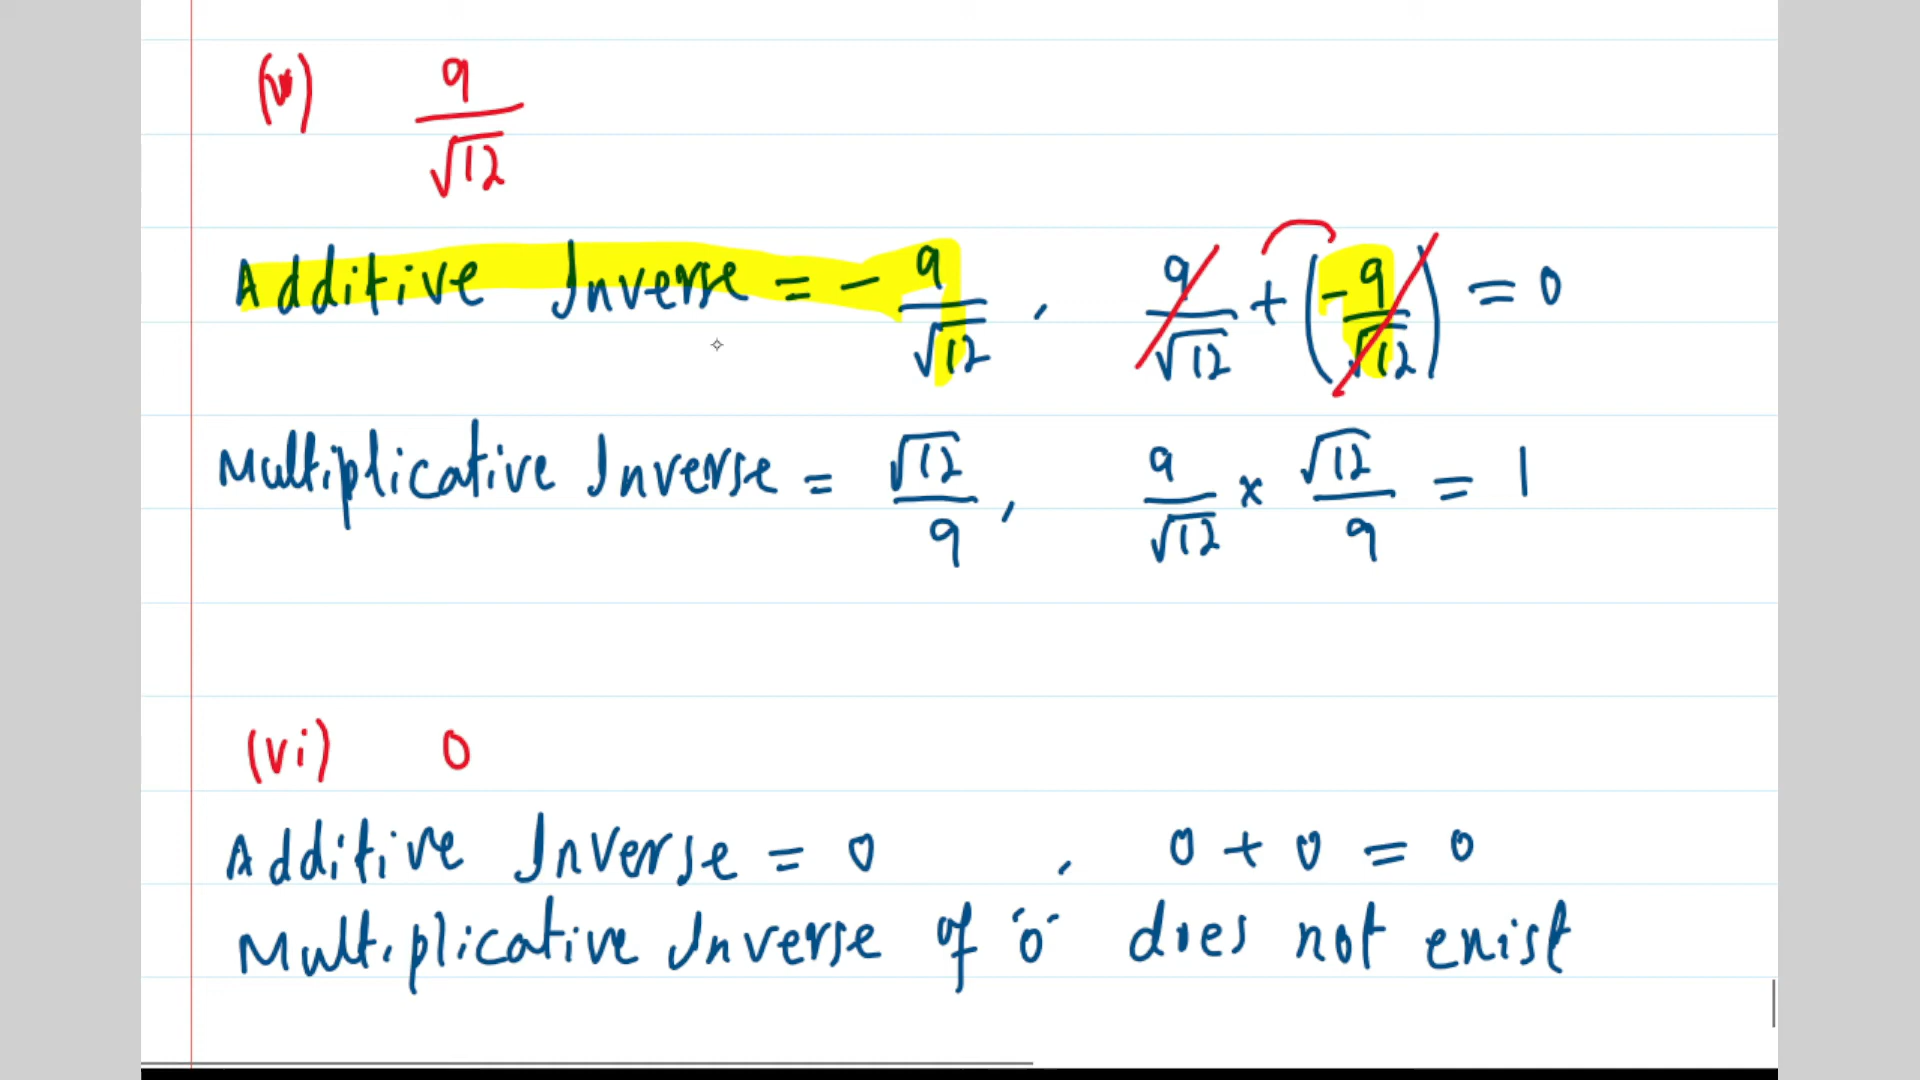 (v) 9/√12
Additive Inverse = - 9/√12 , 9/√12 + (-9/√12) = 0
Multiplicative Inverse = √12/9 , 9/√12 × √12/9 = 1
(vi) 0
Additive Inverse = 0 , 0 + 0 = 0
Multiplicative Inverse of "0" does not exist